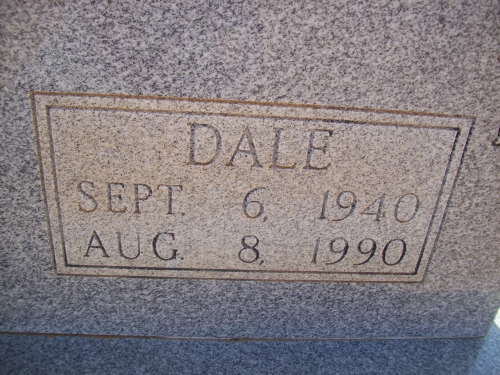 DALE
SEPT. 6, 1940
AUG. 8, 1990